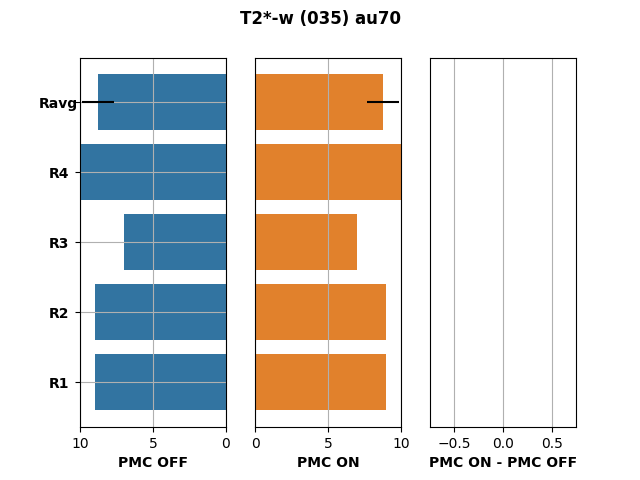 T2*-w (035) au70
Ravg
R4
R3
R2
R1
10 5 0
0 5 10
−0.5 0.0 0.5
PMC OFF
PMC ON
PMC ON - PMC OFF